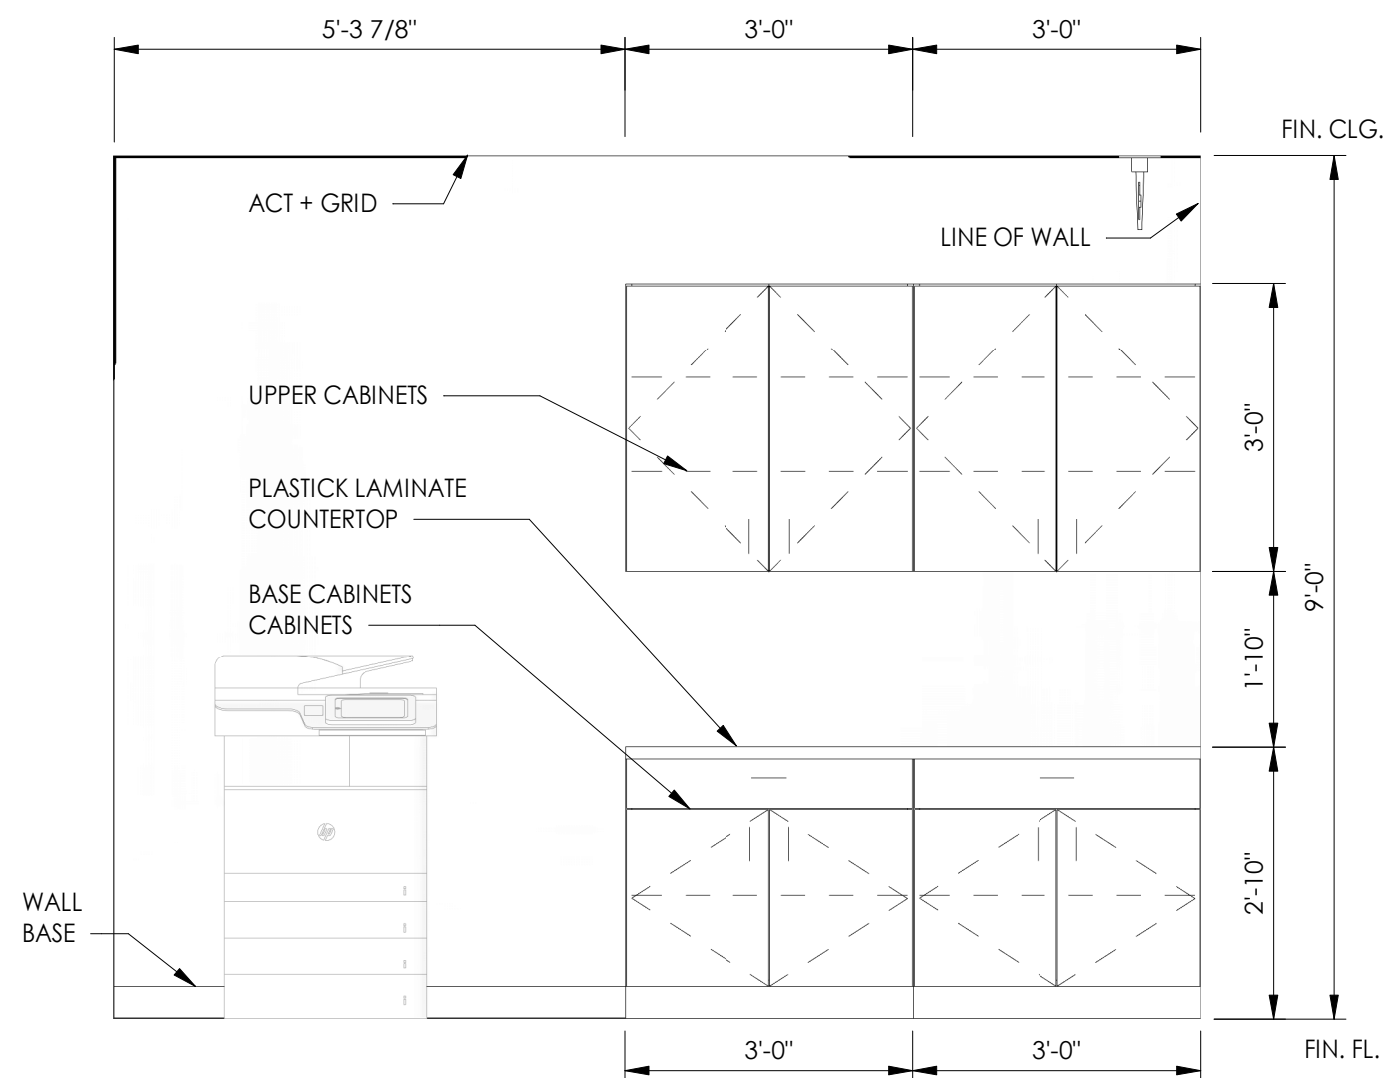 5'-3 7/8"
3'-0"
3'-0"
FIN. CLG.
ACT + GRID
LINE OF WALL
UPPER CABINETS
3'-0"
PLASTICK LAMINATE
COUNTERTOP
9'-0"
BASE CABINETS
CABINETS
1'-10"
hp
2'-10"
WALL
BASE
3'-0"
3'-0"
FIN. FL.